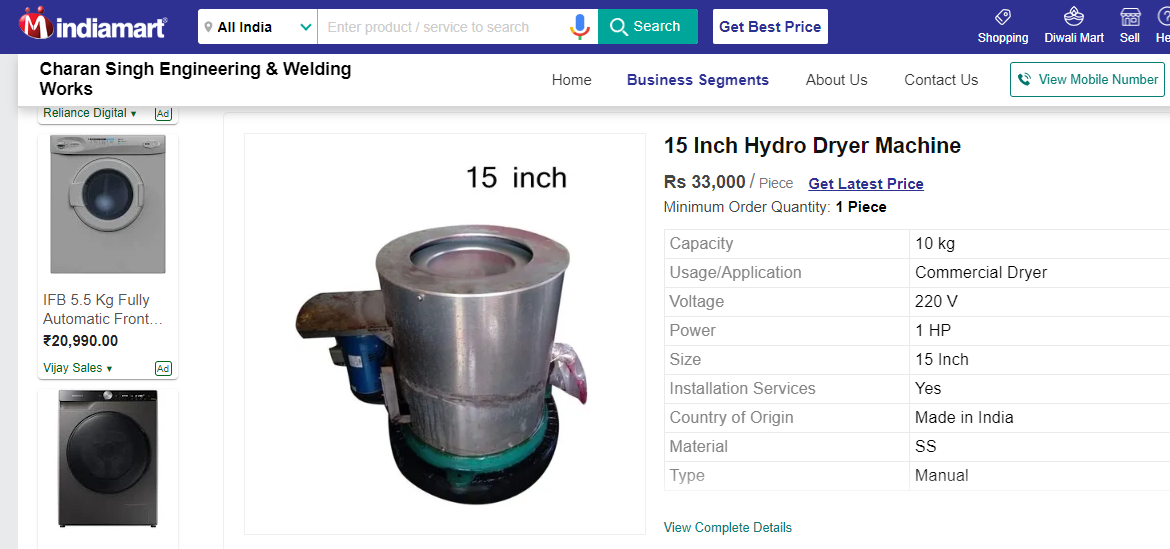 indiamart
All India
Enter product / service to search
Search
Get Best Price
Shopping
Diwali Mart
Sell
He
Charan Singh Engineering & Welding
Works
Home
Business Segments
About Us
Contact Us
View Mobile Number
Reliance Digital ▾
Ad
IFB 5.5 Kg Fully
Automatic Front...
₹20,990.00
Vijay Sales ▾
Ad
15 inch
15 Inch Hydro Dryer Machine
Rs 33,000 / Piece Get Latest Price
Minimum Order Quantity: 1 Piece
Capacity 10 kg
Usage/Application Commercial Dryer
Voltage 220 V
Power 1 HP
Size 15 Inch
Installation Services Yes
Country of Origin Made in India
Material SS
Type Manual
View Complete Details